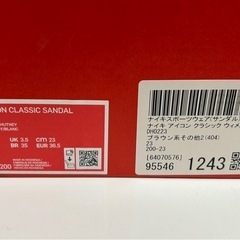 ON CLASSIC SANDAL
HUTNEY
T/BLANC
UK 3.5 cm 23
BR 35 EUR 36.5
200
ナイキスポーツウェア(サンダル)
ナイキ アイコン クラシック ウィメ
DH0223
ブラウン系その他2(404)
23
200-23
[64070576]
95546 1243